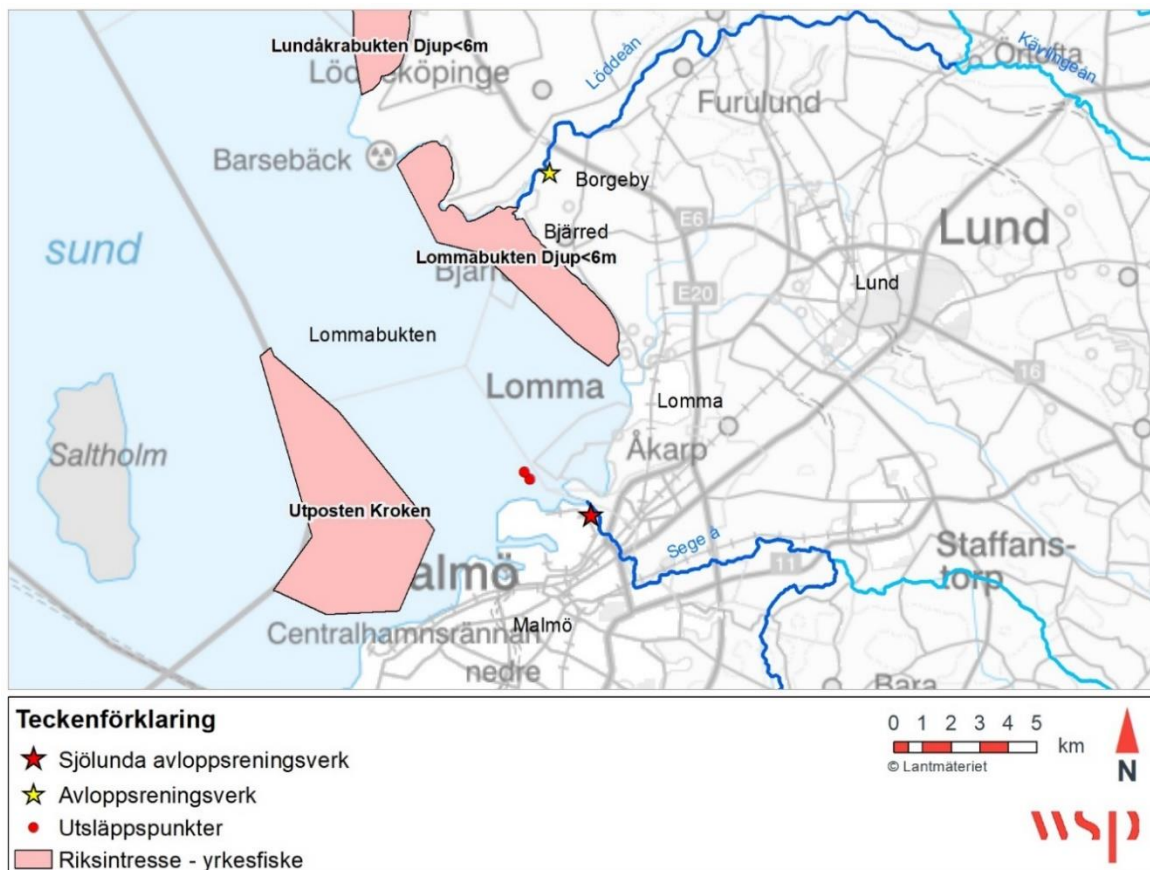 Lundåkrabukten Djup<6m
Löddeköpinge
Löddeån
Kävlingeån
Örtofta
Furulund
Barsebäck
Borgeby
E6
Lund
sund
Bjärred
Lommabukten Djup<6m
Bjärred
Lund
E20
Lommabukten
16
Lomma
Lomma
Saltholm
Åkarp
Utposten Kroken
Sege å
Staffans-
torp
11
Malmö
Malmö
Centralhamnsrännan
nedre
Bara
Teckenförklaring
Sjölunda avloppsreningsverk
Avloppsreningsverk
Utsläppspunkter
Riksintresse - yrkesfiske
0 1 2 3 4 5
km
© Lantmäteriet
N
wsp